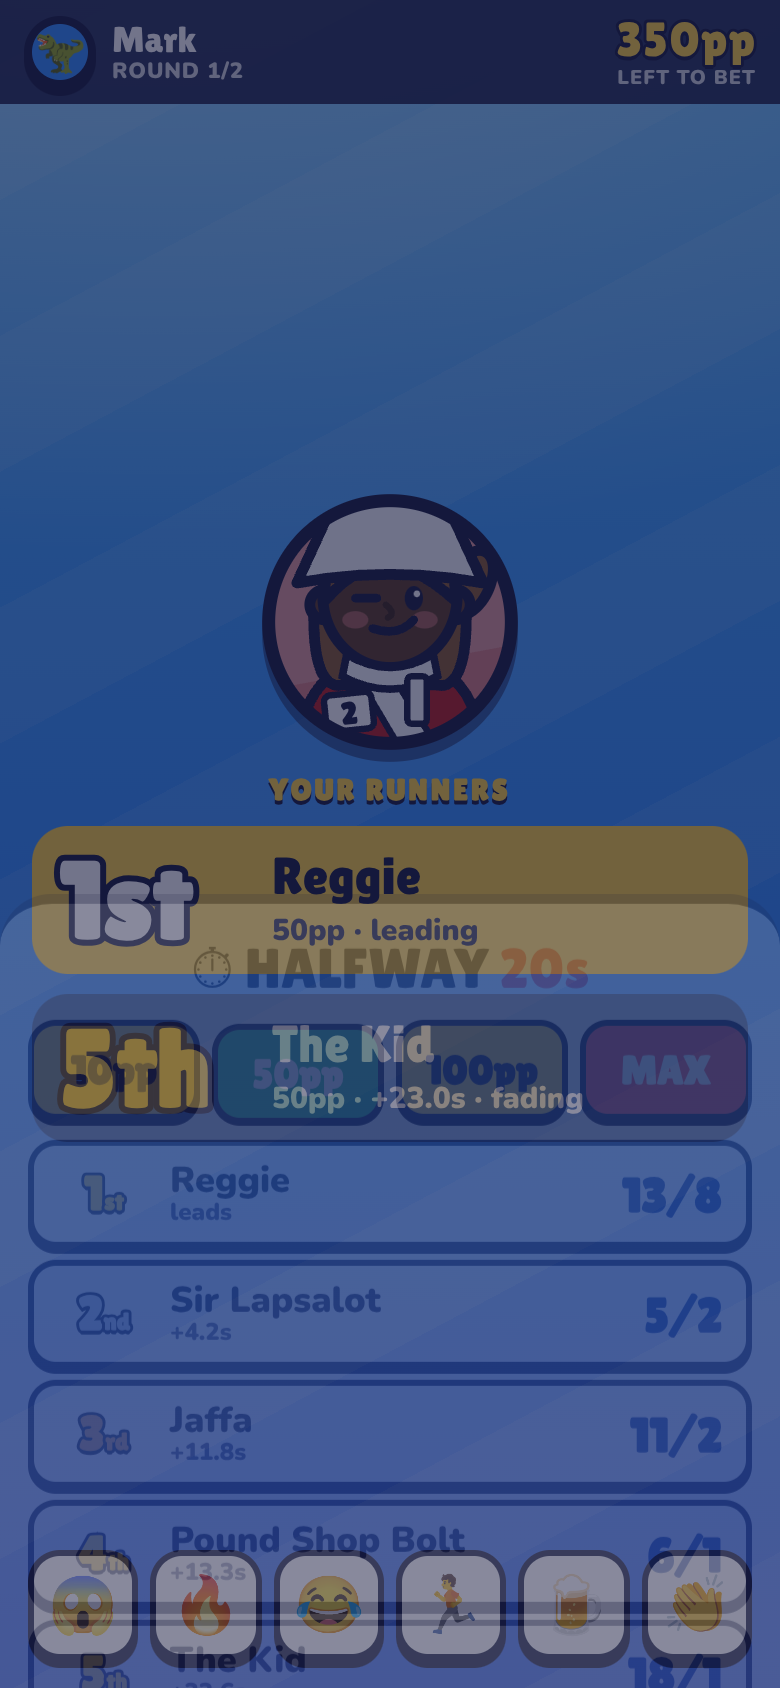 Mark
ROUND 1/2
350pp
LEFT TO BET
2
YOUR RUNNERS
1st
Reggie
50pp · leading
HALFWAY 20s
5th
The Kid
50pp · +23.0s · fading
10pp
50pp
100pp
MAX
1st
Reggie
leads
13/8
2nd
Sir Lapsalot
+4.2s
5/2
3rd
Jaffa
+11.8s
11/2
4th
Pound Shop Bolt
+13.3s
6/1
5th
The Kid
18/1